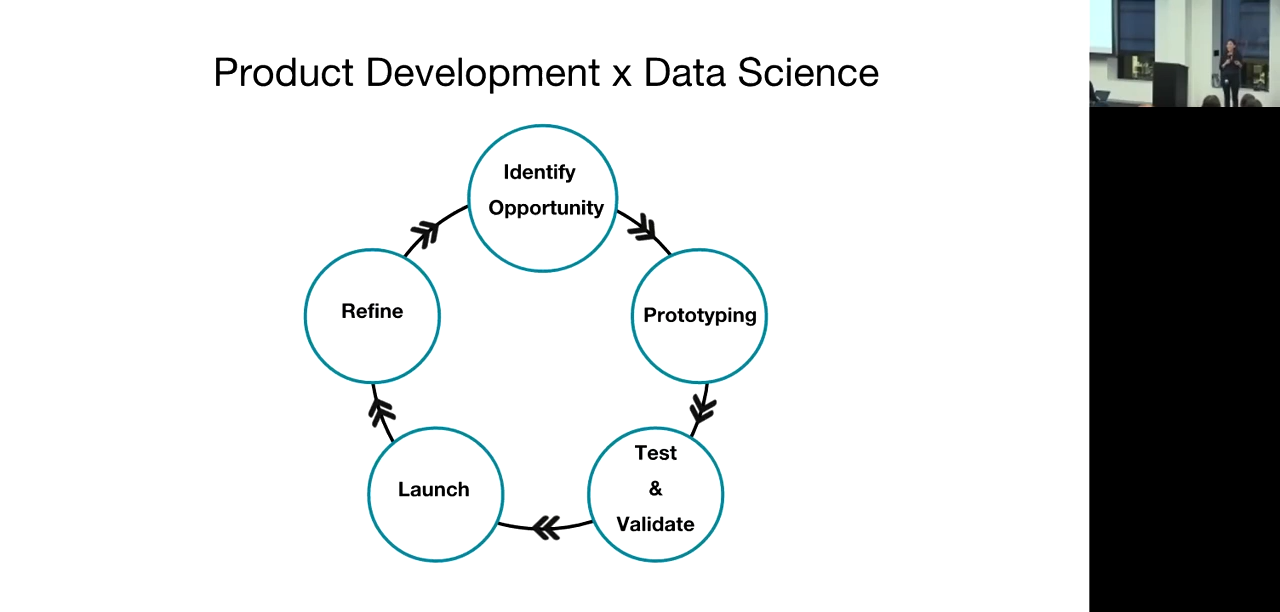 Product Development x Data Science
Identify
Opportunity
Prototyping
Test
&
Validate
Launch
Refine